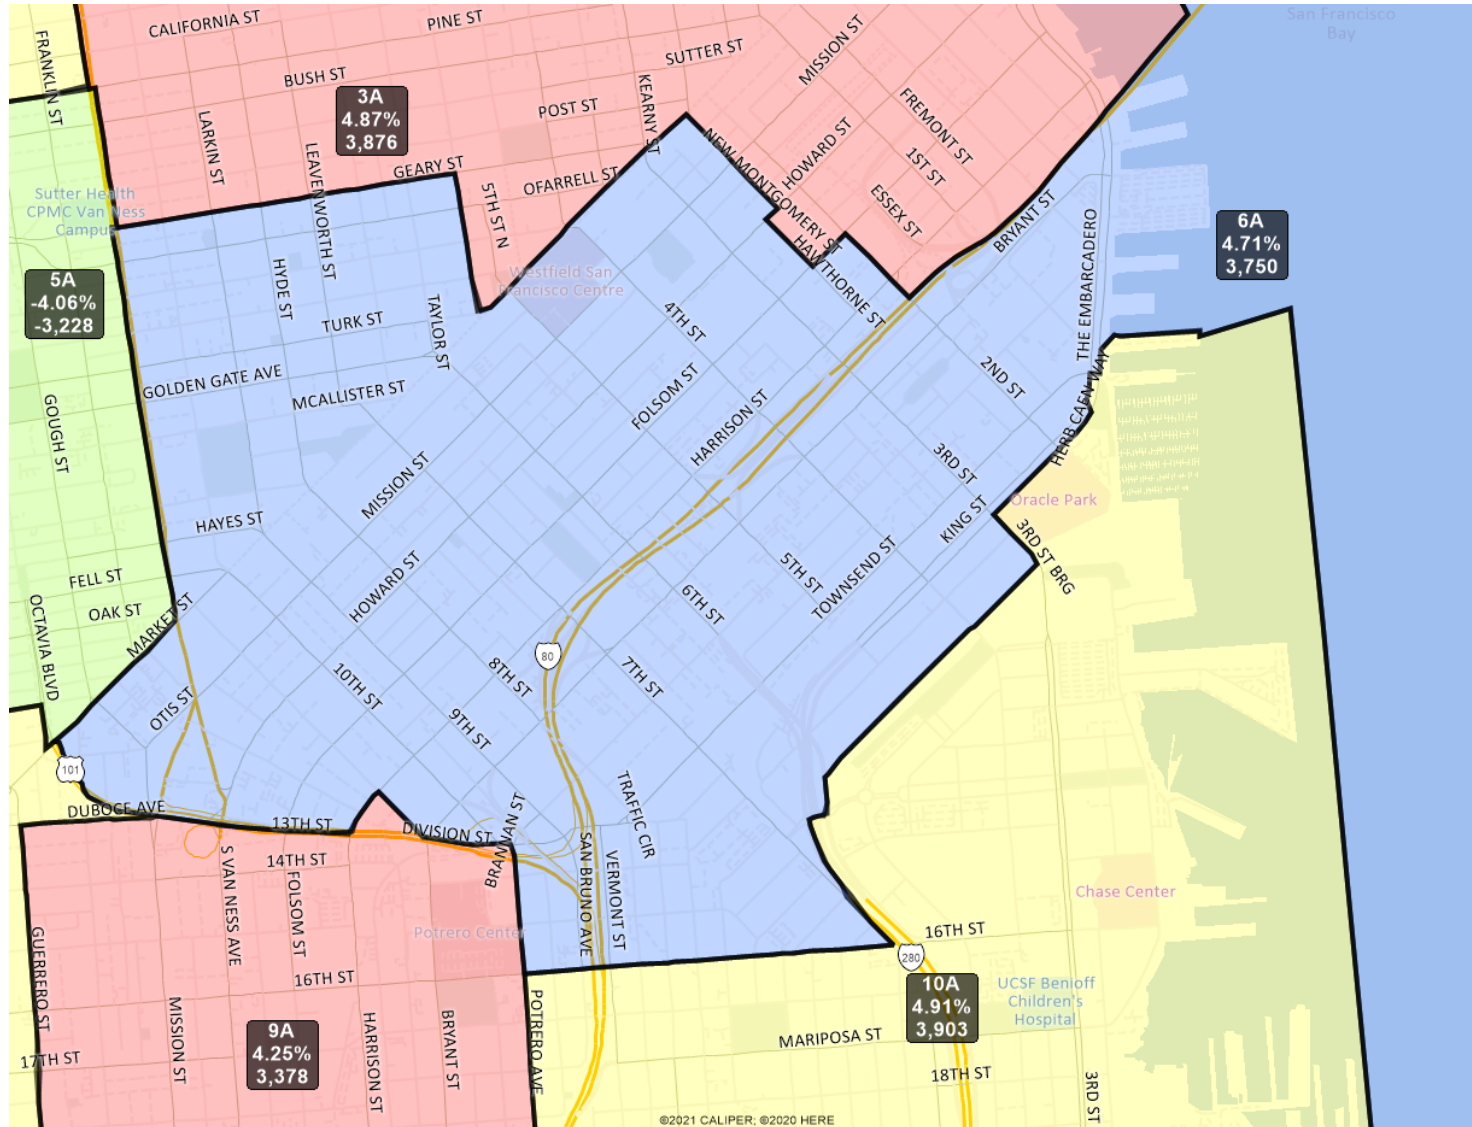 CALIFORNIA ST
PINE ST
San Francisco
Bay
FRANKLIN ST
SUTTER ST
MISSION ST
BUSH ST
KEARNY ST
3A
4.87%
3,876
POST ST
FREMONT ST
LARKIN ST
LEAVENWORTH ST
GEARY ST
NEW MONTGOMERY ST
HOWARD ST
1ST ST
OFARRELL ST
5TH ST N
ESSEX ST
Sutter Health
CPMC Van Ness
Campus
BRYANT ST
THE EMBARCADERO
6A
4.71%
3,750
HAWTHORNE ST
HYDE ST
Westfield San
Francisco Centre
5A
-4.06%
-3,228
TURK ST
TAYLOR ST
4TH ST
GOLDEN GATE AVE
MCALLISTER ST
FOLSOM ST
2ND ST
HERB CAEN WAY
GOUGH ST
HARRISON ST
MISSION ST
3RD ST
Oracle Park
HAYES ST
KING ST
3RD ST BRG
FELL ST
OAK ST
OCTAVIA BLVD
MARKET ST
HOWARD ST
5TH ST
TOWNSEND ST
6TH ST
80
OTIS ST
10TH ST
8TH ST
7TH ST
9TH ST
101
DUBOCE AVE
13TH ST
DIVISION ST
BRANNAN ST
TRAFFIC CIR
14TH ST
S VAN NESS AVE
FOLSOM ST
SAN BRUNO AVE
VERMONT ST
Chase Center
GUERRERO ST
Potrero Center
16TH ST
16TH ST
280
10A
4.91%
3,903
UCSF Benioff
Children's
Hospital
MISSION ST
HARRISON ST
BRYANT ST
POTRERO AVE
9A
4.25%
3,378
MARIPOSA ST
17TH ST
18TH ST
3RD ST
©2021 CALIPER; ©2020 HERE